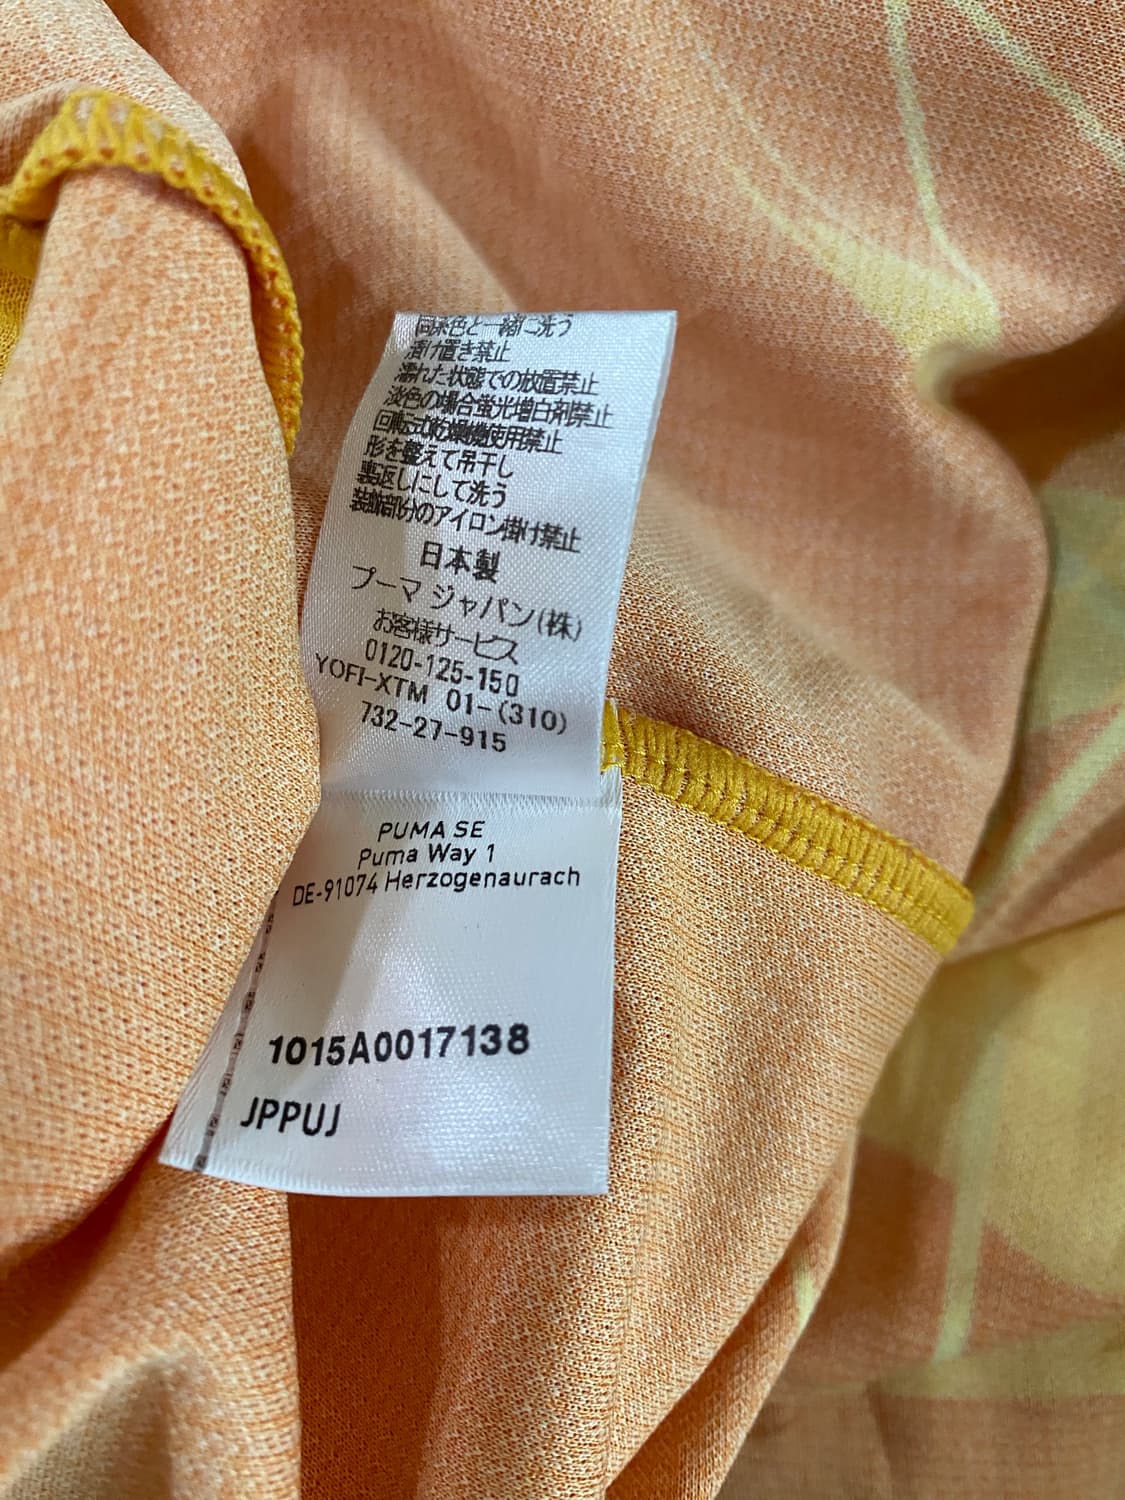 同系色と一緒に洗う
漬け置き禁止
濡れた状態での放置禁止
淡色の場合蛍光増白剤禁止
回転式乾燥機使用禁止
形を整えて吊干し
裏返しにして洗う
装飾部分のアイロン掛け禁止
日本製
プーマ ジャパン(株)
お客様サービス
0120-125-150
YOFI-XTM 01-(310)
732-27-915
PUMA SE
Puma Way 1
DE-91074 Herzogenaurach
1015A0017138
JPPUJ